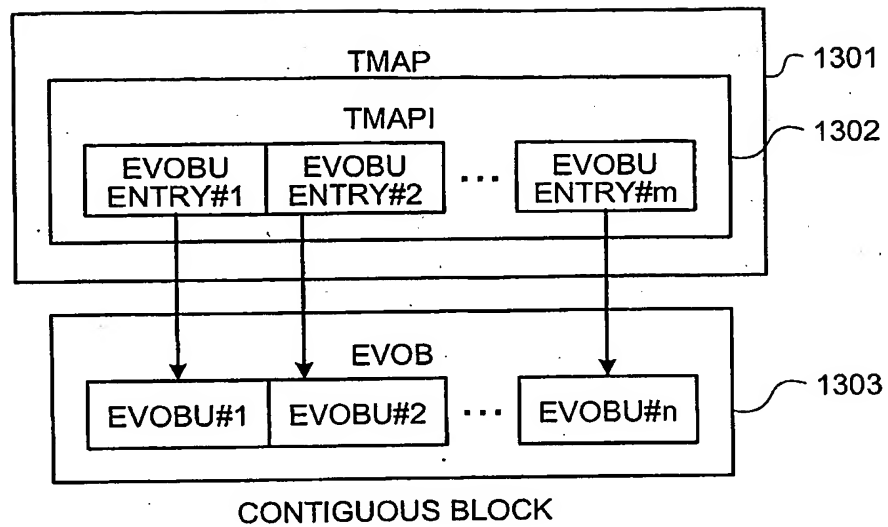 TMAP
1301
TMAPI
1302
EVOBU ENTRY#1
EVOBU ENTRY#2
...
EVOBU ENTRY#m
EVOB
EVOBU#1
EVOBU#2
...
EVOBU#n
1303
CONTIGUOUS BLOCK